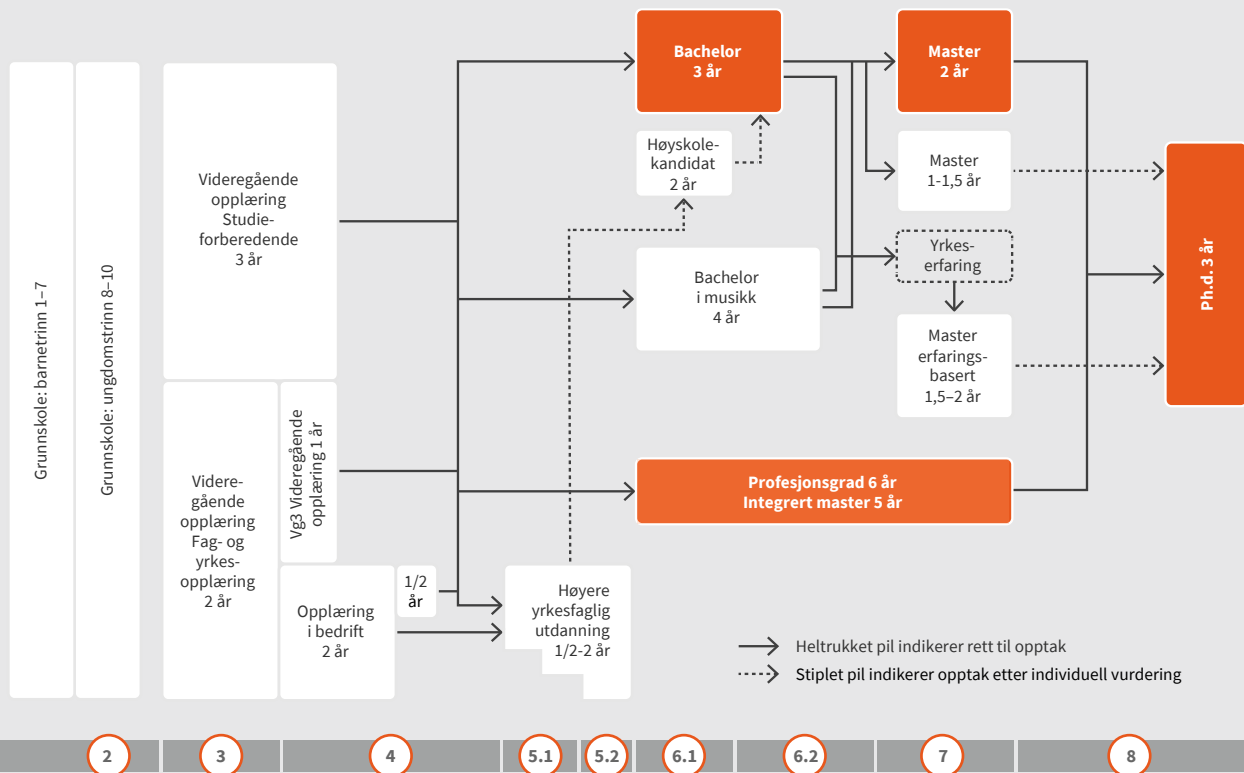 Grunnskole: barnetrinn 1–7
Grunnskole: ungdomstrinn 8–10
Videregående
opplæring
Studie-
forberedende
3 år
Videre-
gående
opplæring
Fag- og
yrkes-
opplæring
2 år
Vg3 Videregående
opplæring 1 år
Opplæring
i bedrift
2 år
1/2
år
Høyere
yrkesfaglig
utdanning
1/2-2 år
Bachelor
3 år
Høyskole-
kandidat
2 år
Bachelor
i musikk
4 år
Profesjonsgrad 6 år
Integrert master 5 år
Master
2 år
Master
1-1,5 år
Yrkes-
erfaring
Master
erfarings-
basert
1,5–2 år
Ph.d. 3 år
Heltrukket pil indikerer rett til opptak
Stiplet pil indikerer opptak etter individuell vurdering
2
3
4
5.1
5.2
6.1
6.2
7
8